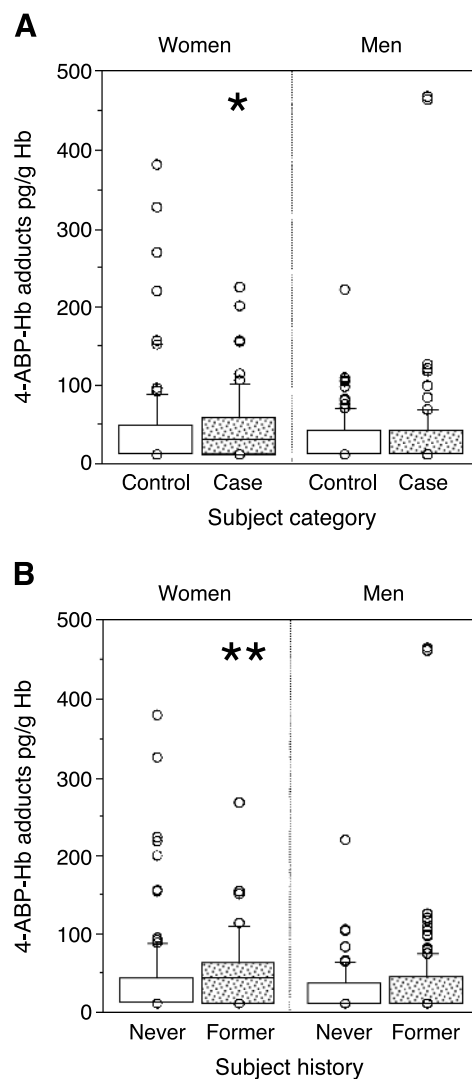 A
Women Men
4-ABP-Hb adducts pg/g Hb
500
400
300
200
100
0
*
Control Case Control Case
Subject category
B
Women Men
4-ABP-Hb adducts pg/g Hb
500
400
300
200
100
0
**
Never Former Never Former
Subject history